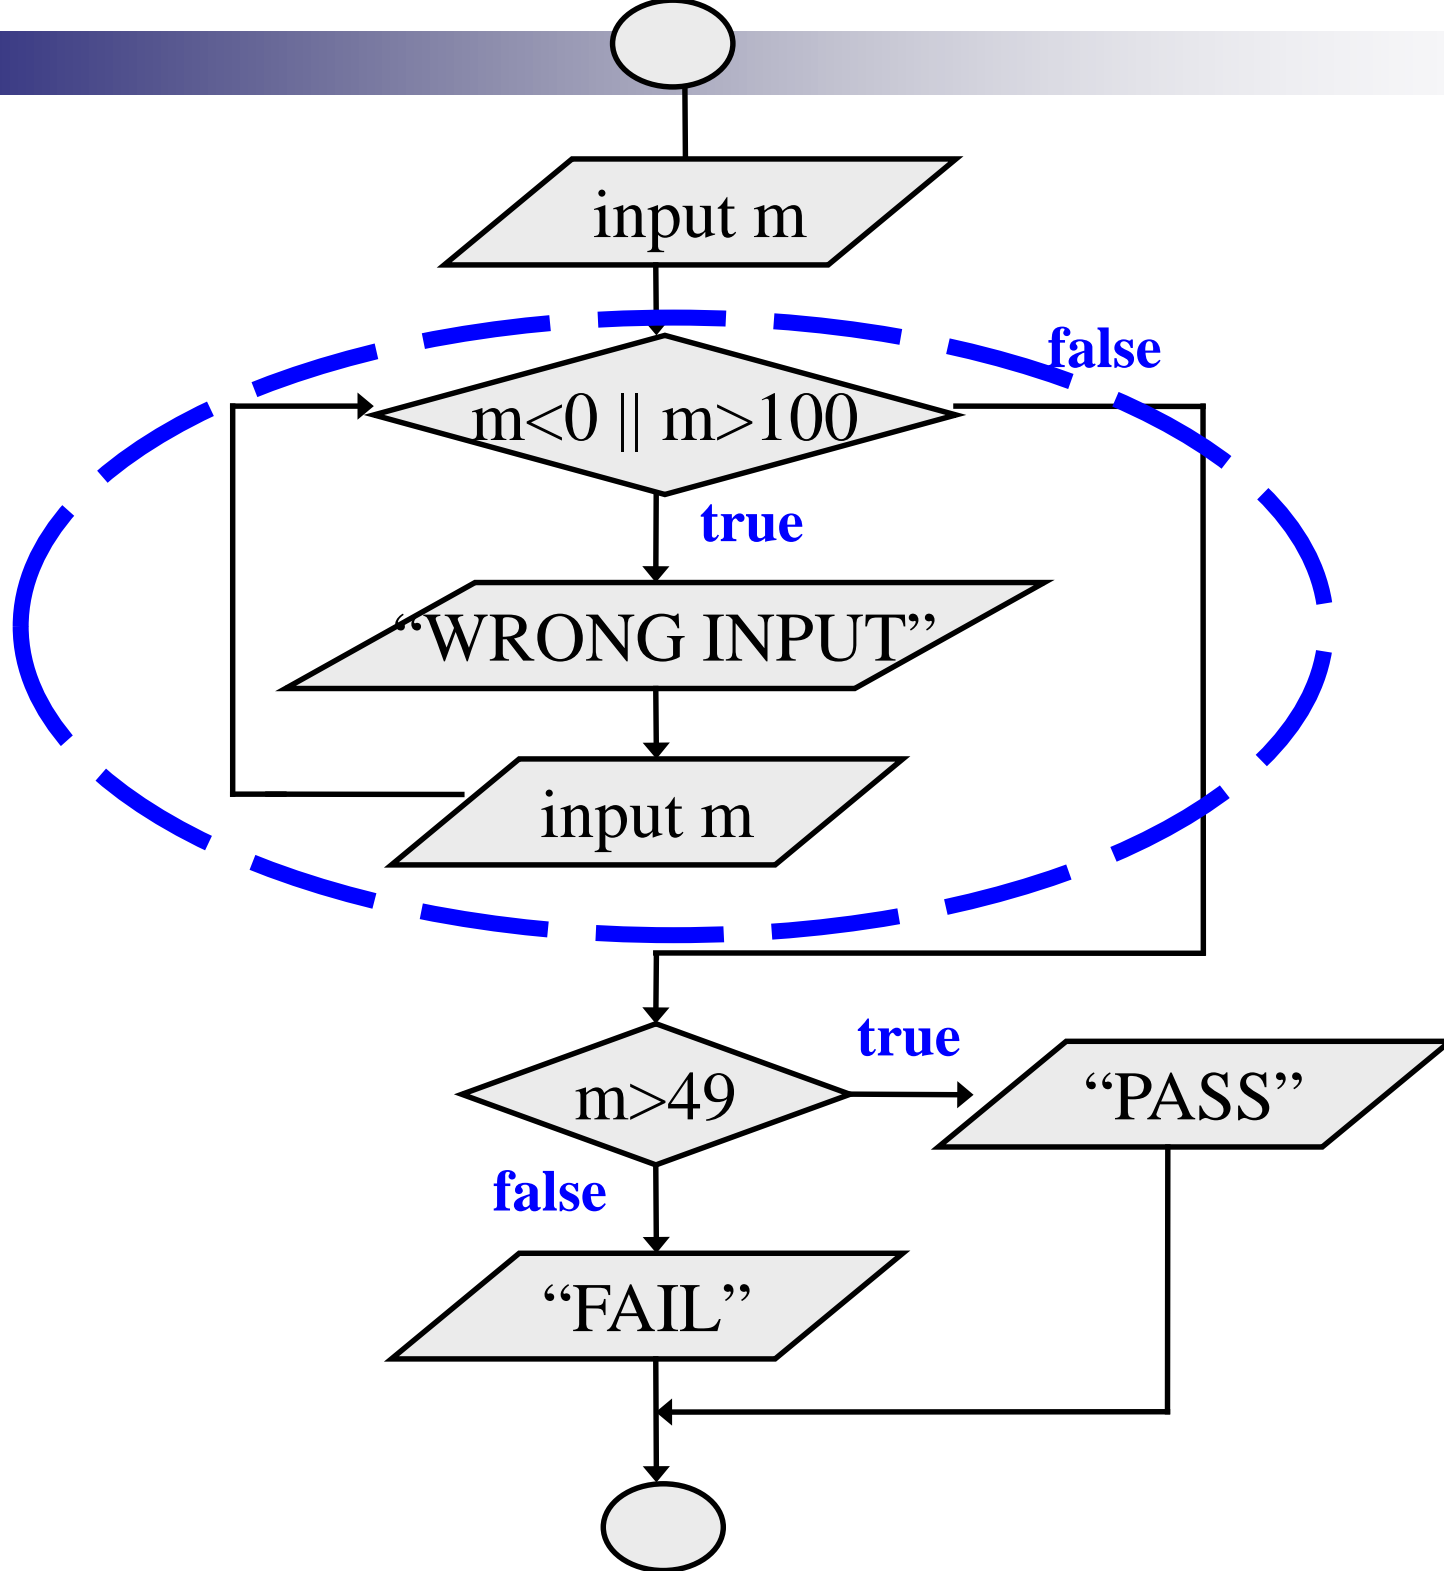 input m
false
m<0 || m>100
true
“WRONG INPUT”
input m
true
m>49
“PASS”
false
“FAIL”